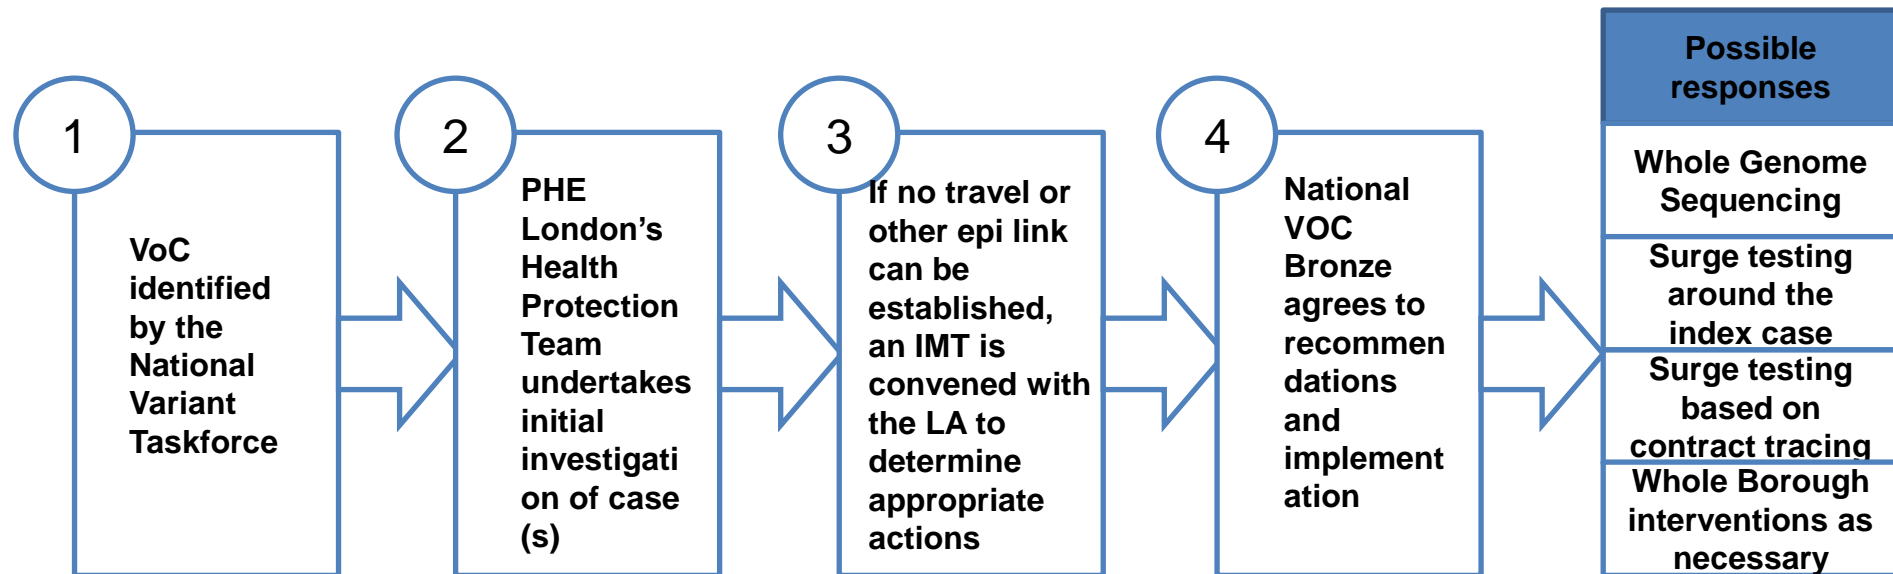 1
VoC
identified
by the
National
Variant
Taskforce
2
PHE
London’s
Health
Protection
Team
undertakes
initial
investigati
on of case
(s)
3
If no travel or
other epi link
can be
established,
an IMT is
convened with
the LA to
determine
appropriate
actions
4
National
VOC
Bronze
agrees to
recommen
dations
and
implement
ation
Possible
responses
Whole Genome
Sequencing
Surge testing
around the
index case
Surge testing
based on
contract tracing
Whole Borough
interventions as
necessary